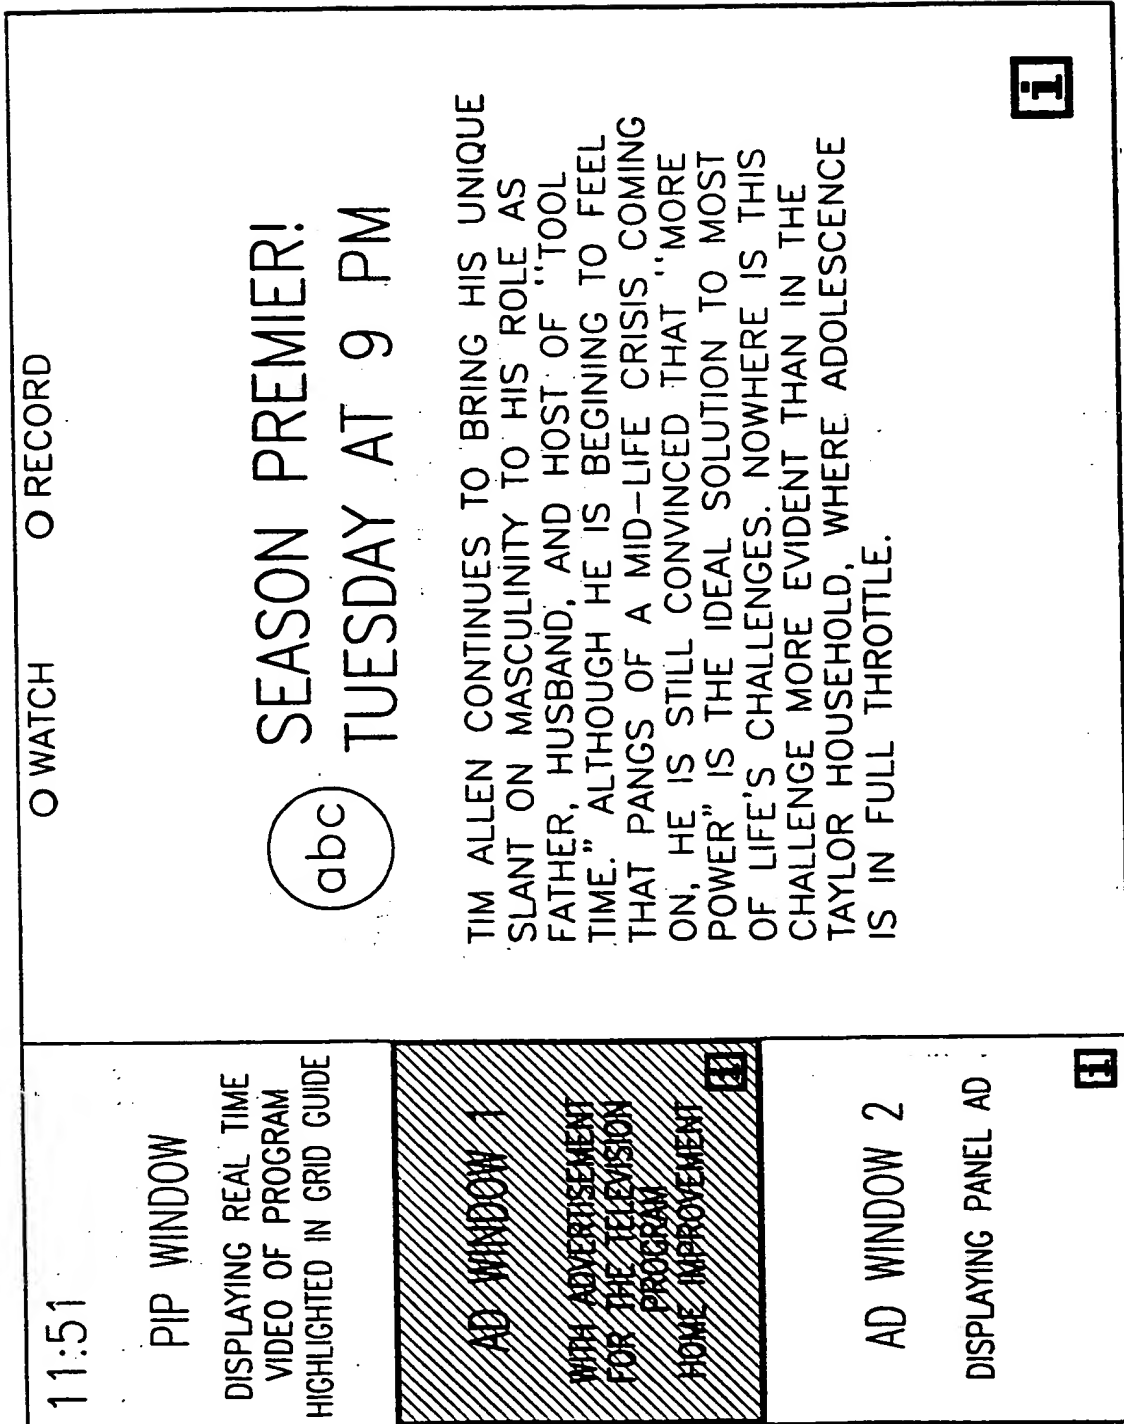 11:51
PIP WINDOW
DISPLAYING REAL TIME
VIDEO OF PROGRAM
HIGHLIGHTED IN GRID GUIDE
AD WINDOW 1
WITH ADVERTISEMENT
FOR THE TELEVISION
PROGRAM
HOME IMPROVEMENT
i
AD WINDOW 2
DISPLAYING PANEL AD
i
O WATCH O RECORD
abc
SEASON PREMIER!
TUESDAY AT 9 PM
TIM ALLEN CONTINUES TO BRING HIS UNIQUE
SLANT ON MASCULINITY TO HIS ROLE AS
FATHER, HUSBAND, AND HOST OF "TOOL
TIME." ALTHOUGH HE IS BEGINING TO FEEL
THAT PANGS OF A MID-LIFE CRISIS COMING
ON, HE IS STILL CONVINCED THAT "MORE
POWER" IS THE IDEAL SOLUTION TO MOST
OF LIFE'S CHALLENGES. NOWHERE IS THIS
CHALLENGE MORE EVIDENT THAN IN THE
TAYLOR HOUSEHOLD, WHERE ADOLESCENCE
IS IN FULL THROTTLE.
i